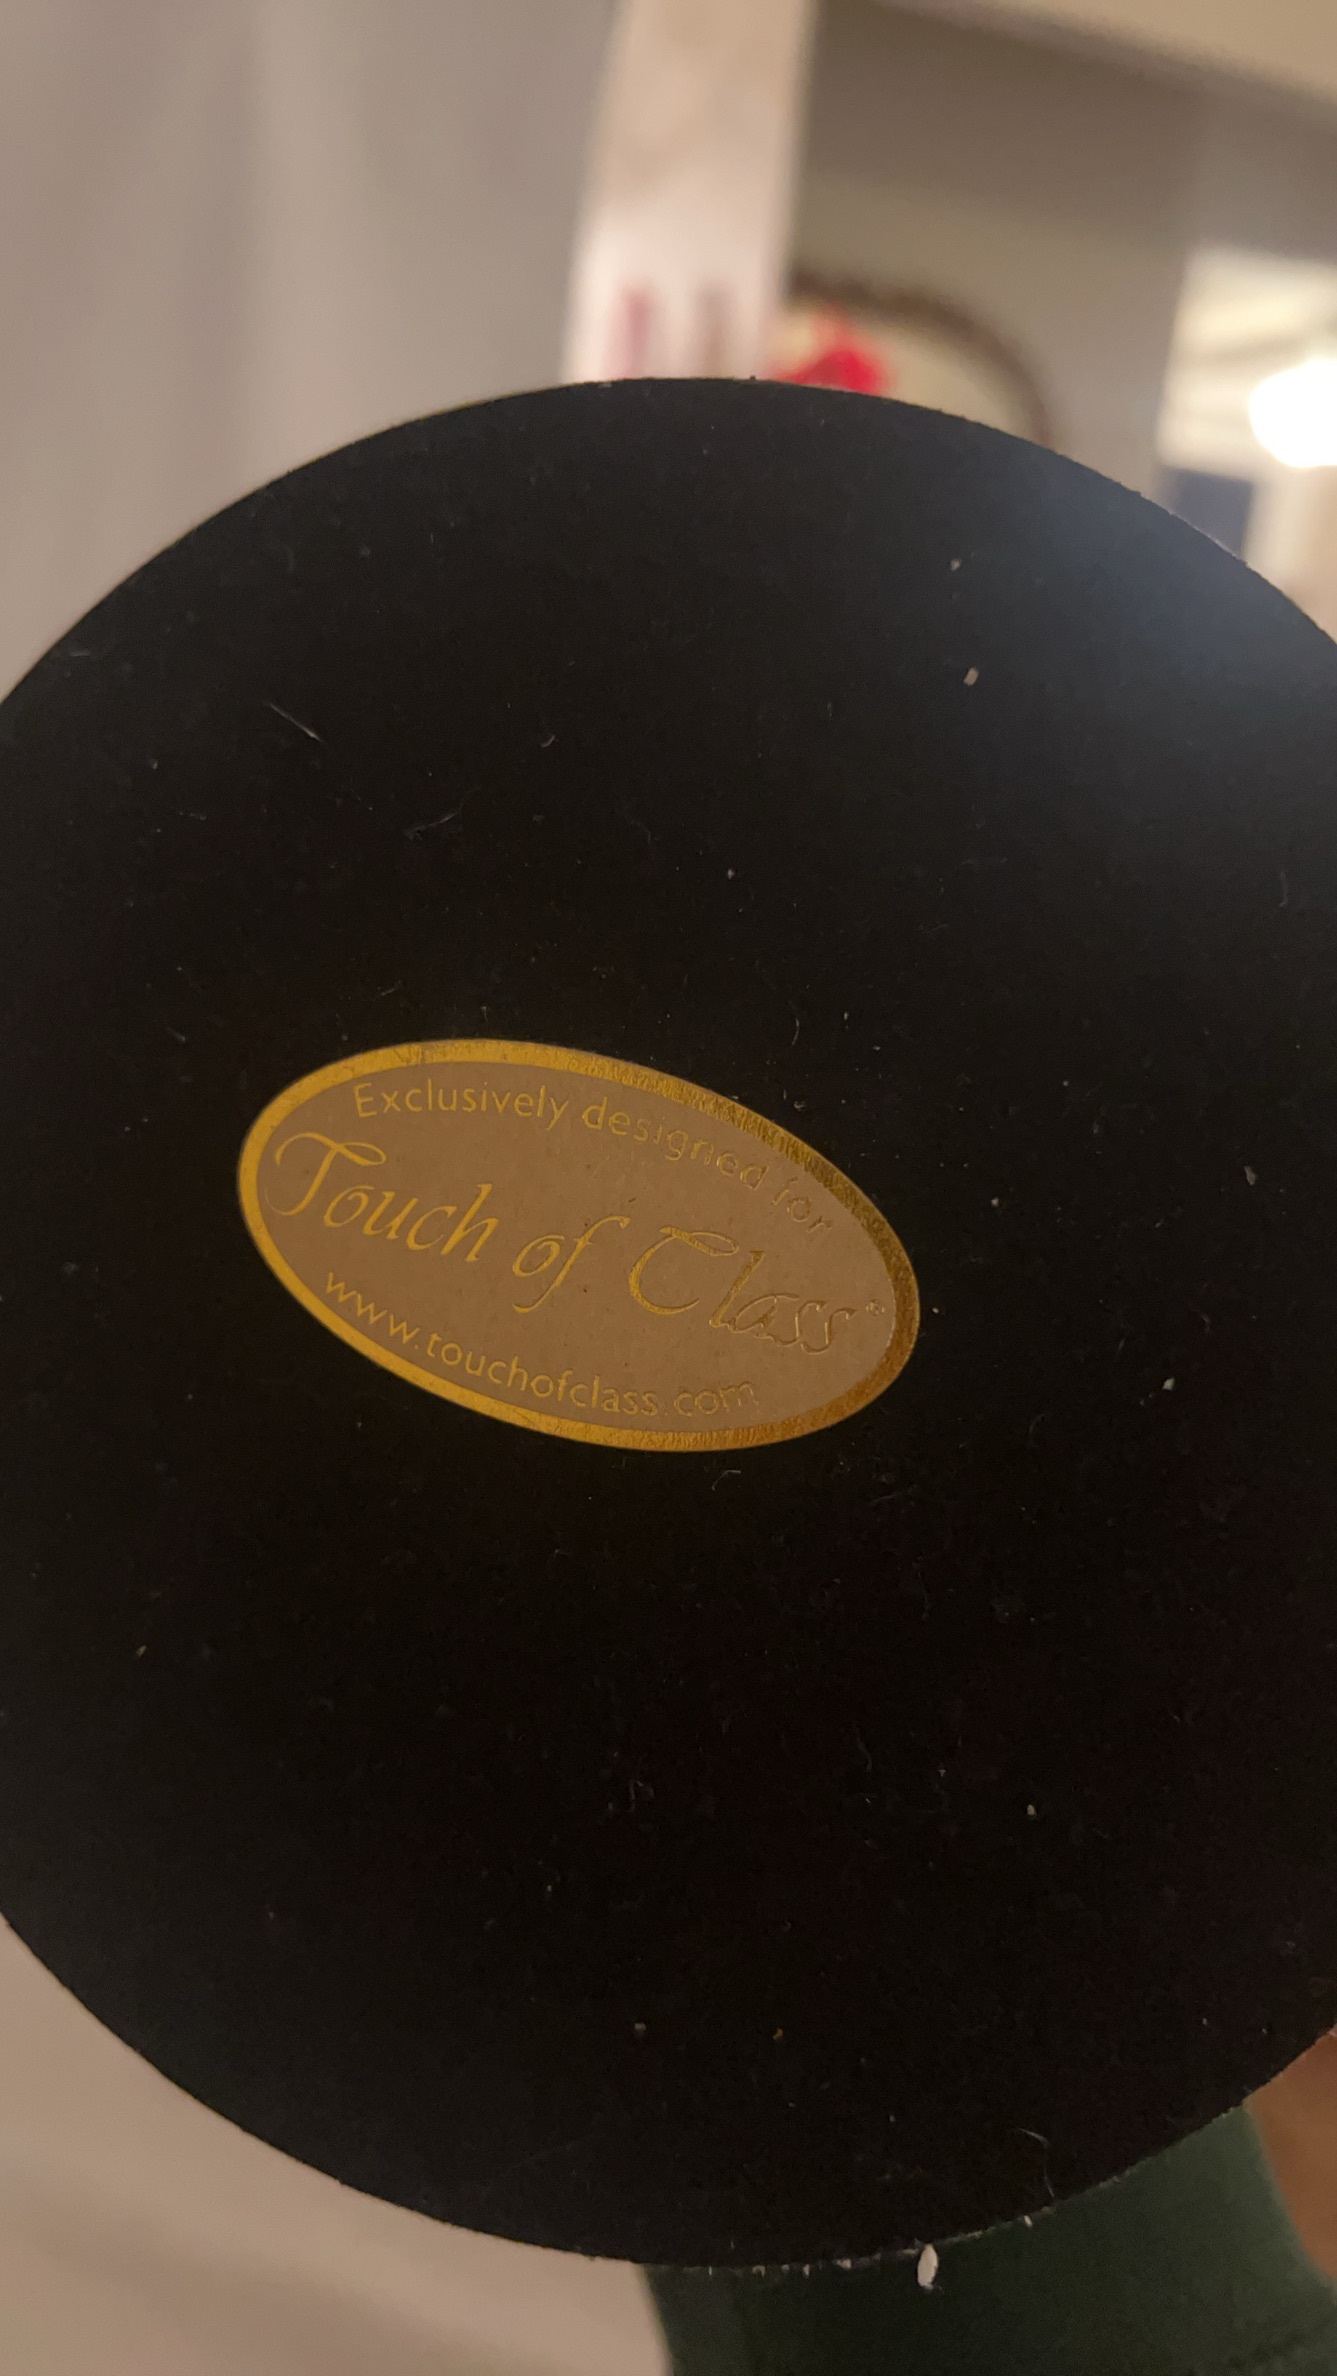 Exclusively designed for
Touch of Class®
www.touchofclass.com